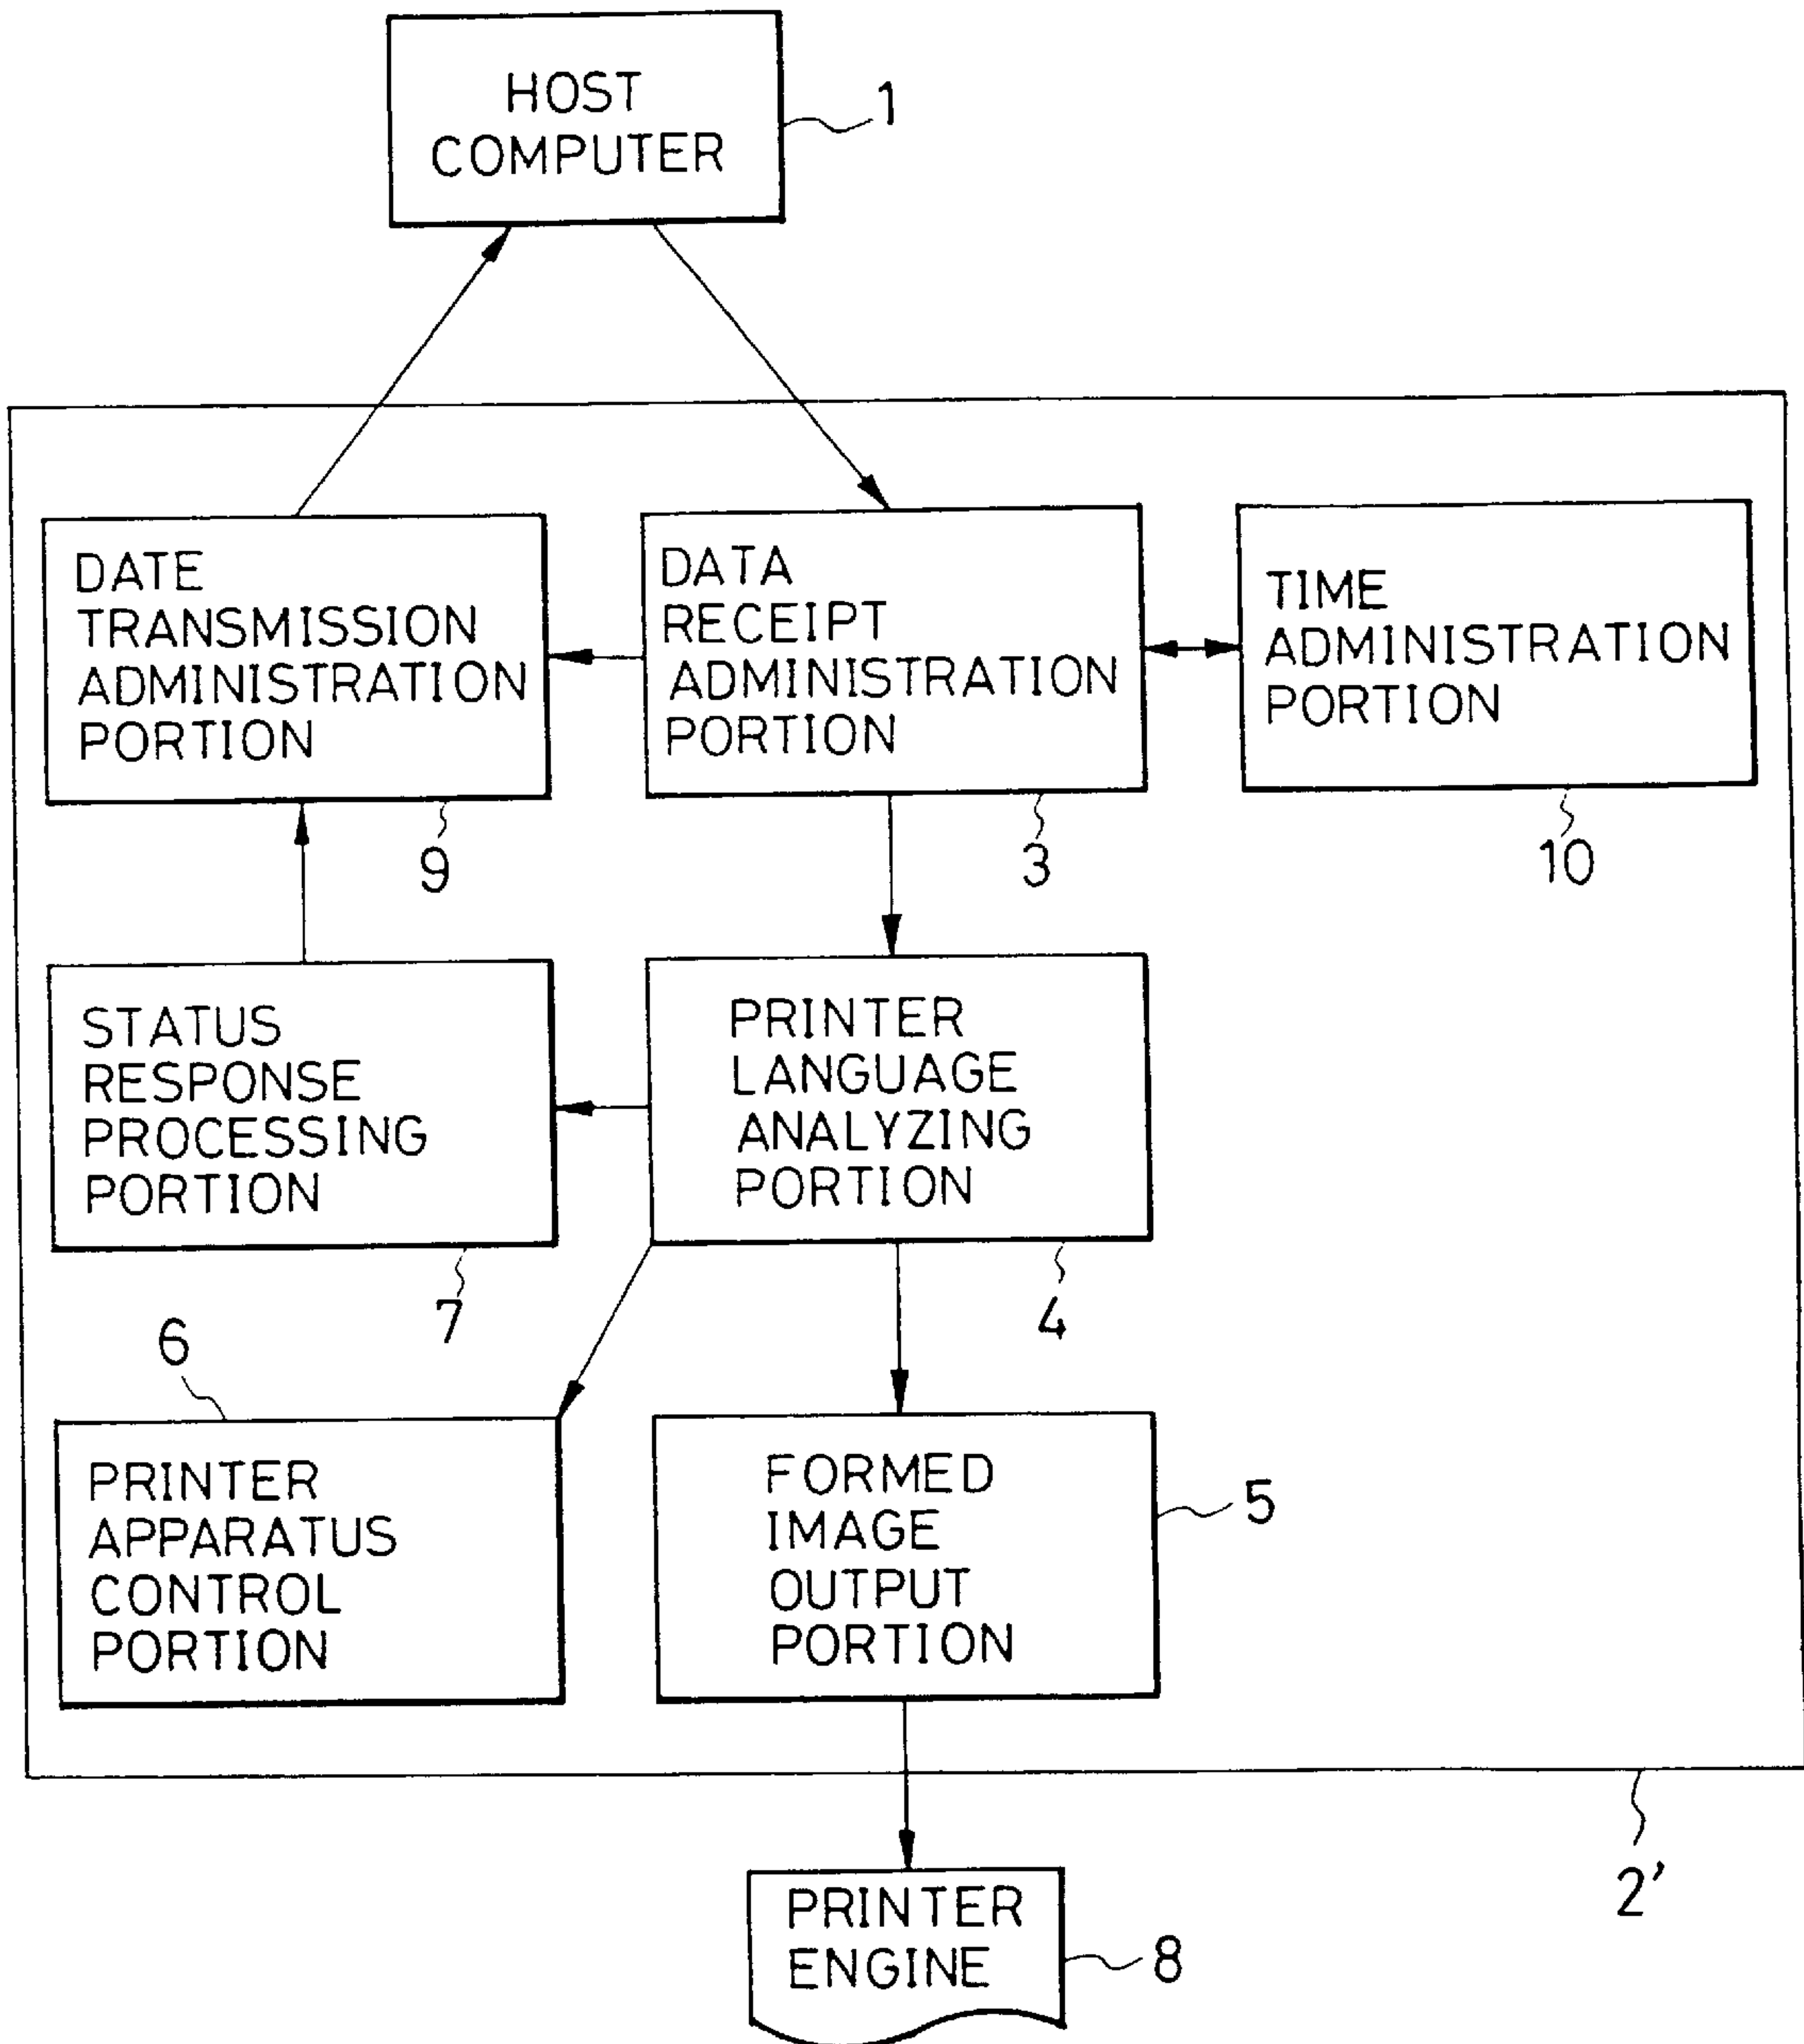 HOST
COMPUTER
1
DATE
TRANSMISSION
ADMINISTRATION
PORTION
9
DATA
RECEIPT
ADMINISTRATION
PORTION
3
TIME
ADMINISTRATION
PORTION
10
STATUS
RESPONSE
PROCESSING
PORTION
7
PRINTER
LANGUAGE
ANALYZING
PORTION
4
6
PRINTER
APPARATUS
CONTROL
PORTION
FORMED
IMAGE
OUTPUT
PORTION
5
2'
PRINTER
ENGINE
8